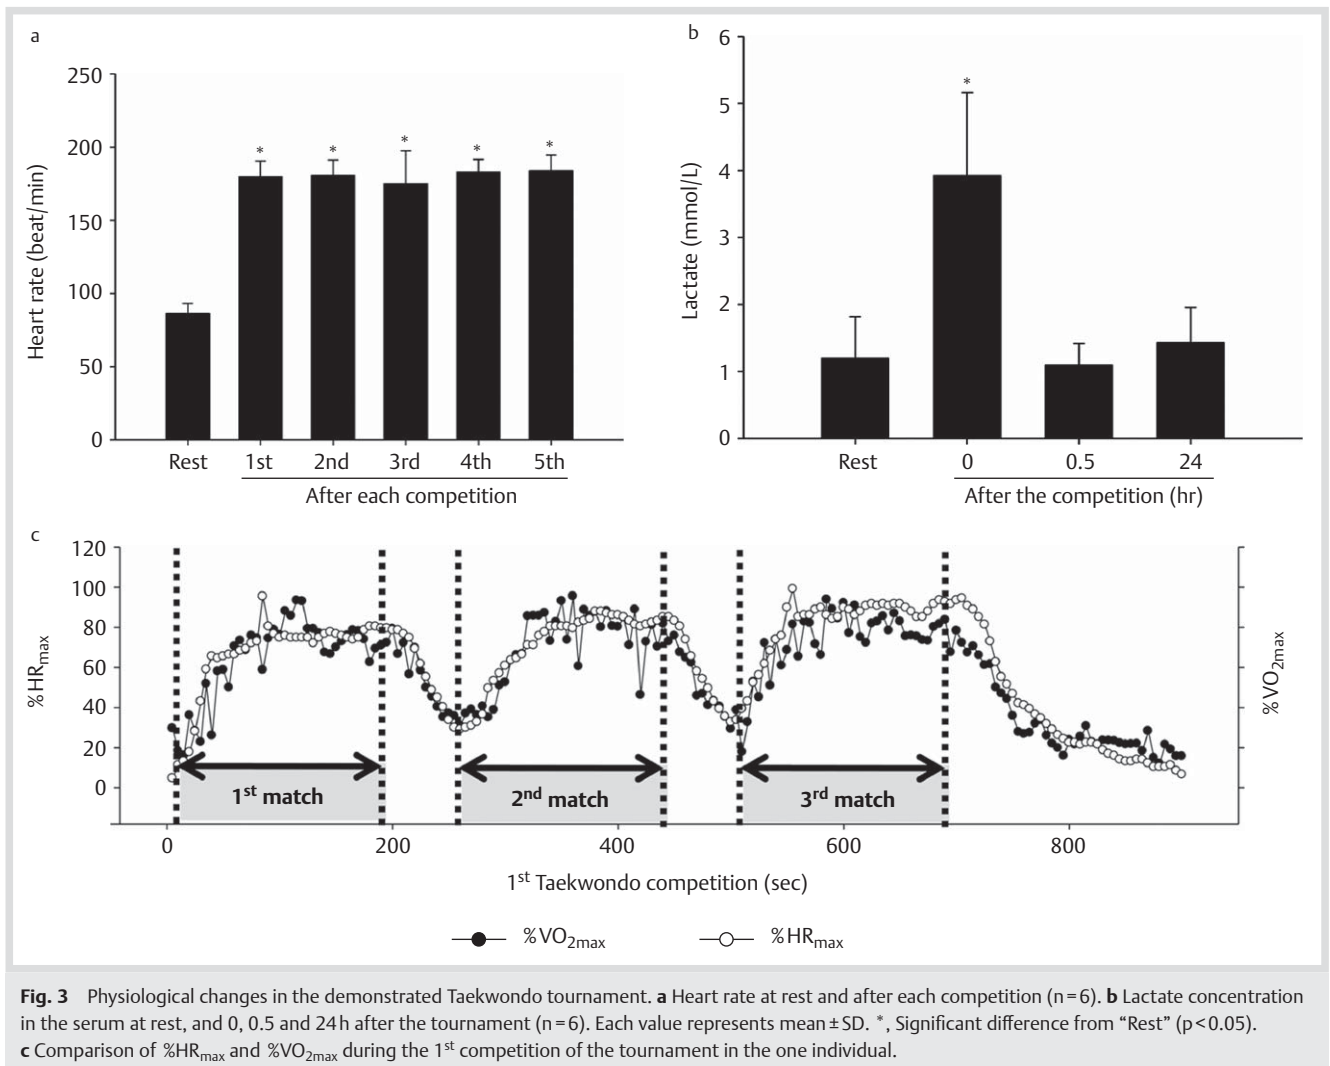 a
250
200
150
100
50
0
Heart rate (beat/min)
* * * * *
Rest 1st 2nd 3rd 4th 5th
After each competition
b
6
5
4
3
2
1
0
Lactate (mmol/L)
*
Rest 0 0.5 24
After the competition (hr)
c
120
100
80
60
40
20
0
%HRmax
%VO2max
1st match 2nd match 3rd match
0 200 400 600 800
1st Taekwondo competition (sec)
%VO2max %HRmax
Fig. 3 Physiological changes in the demonstrated Taekwondo tournament. a Heart rate at rest and after each competition (n=6). b Lactate concentration
in the serum at rest, and 0, 0.5 and 24h after the tournament (n=6). Each value represents mean±SD. *, Significant difference from “Rest” (p<0.05).
c Comparison of %HRmax and %VO2max during the 1st competition of the tournament in the one individual.